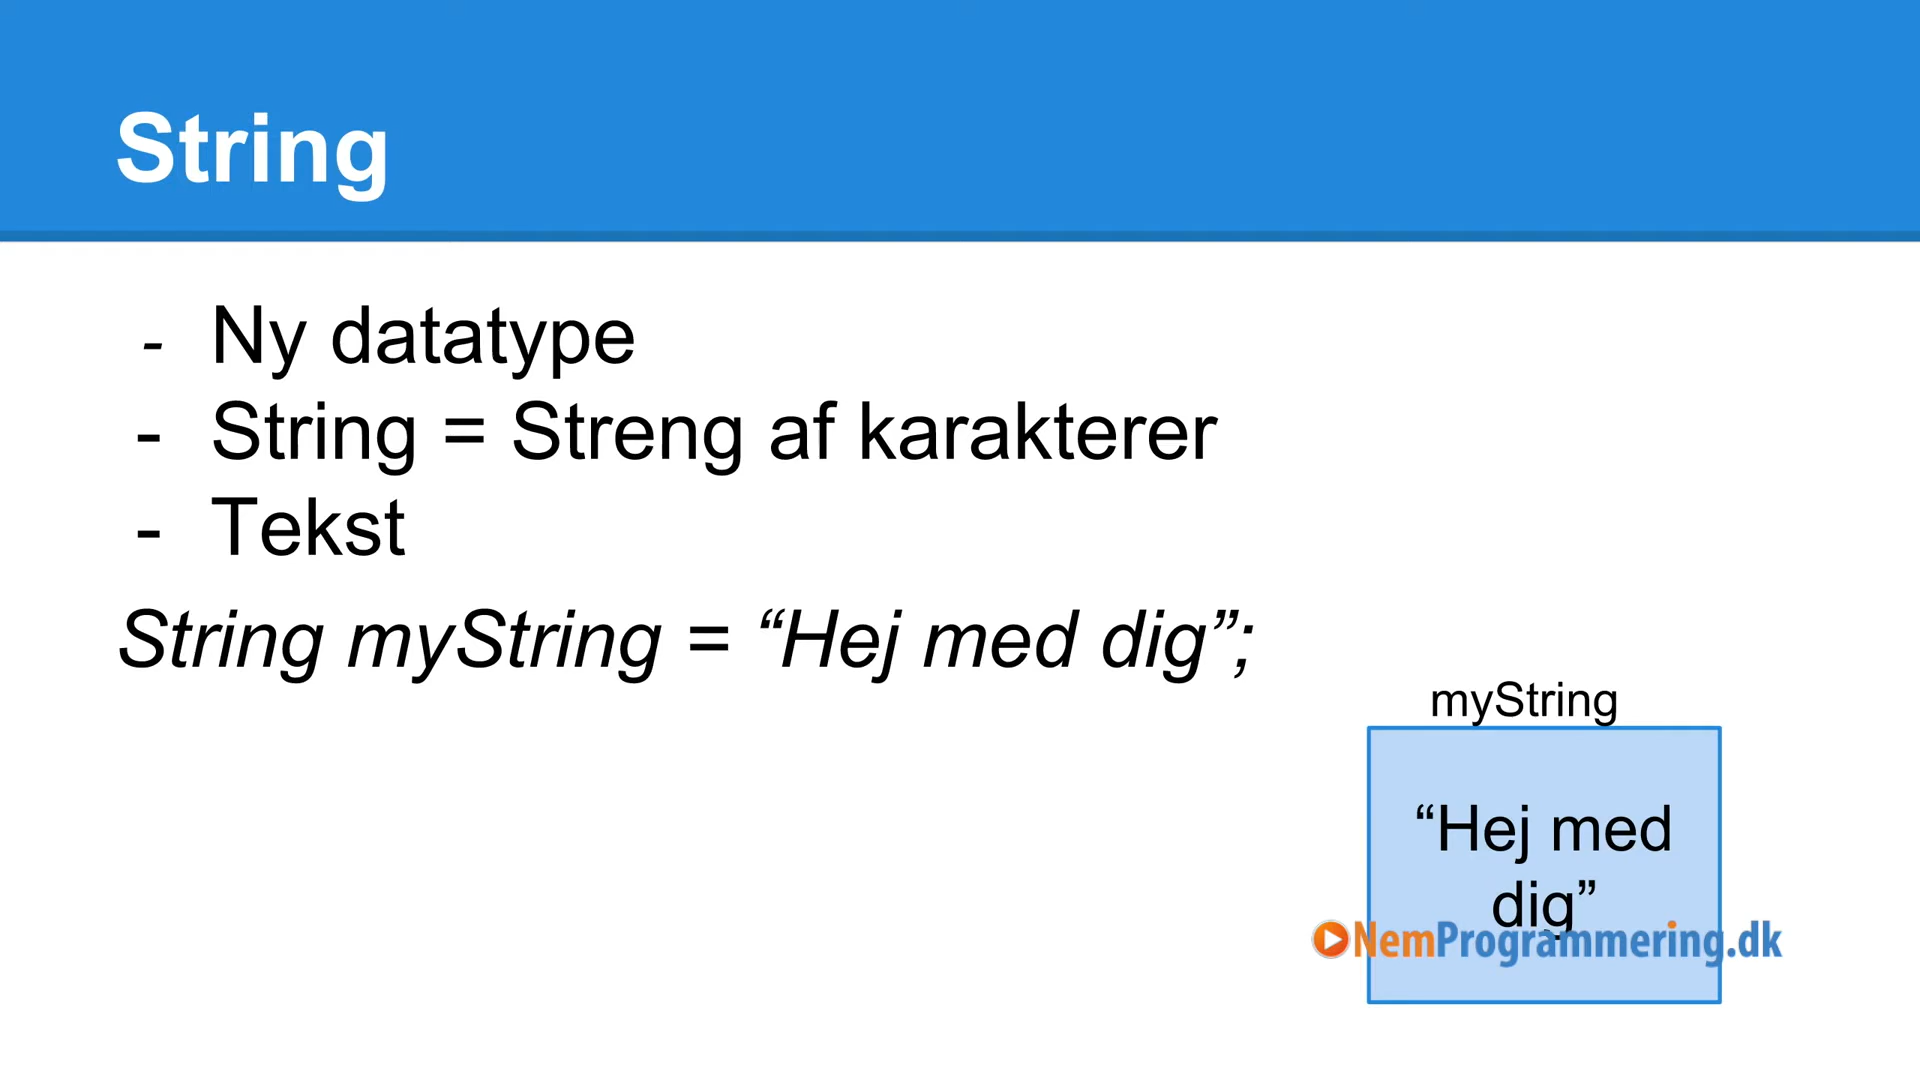 String
- Ny datatype
- String = Streng af karakterer
- Tekst
String myString = “Hej med dig”;
myString
“Hej med
dig”
NemProgrammering.dk